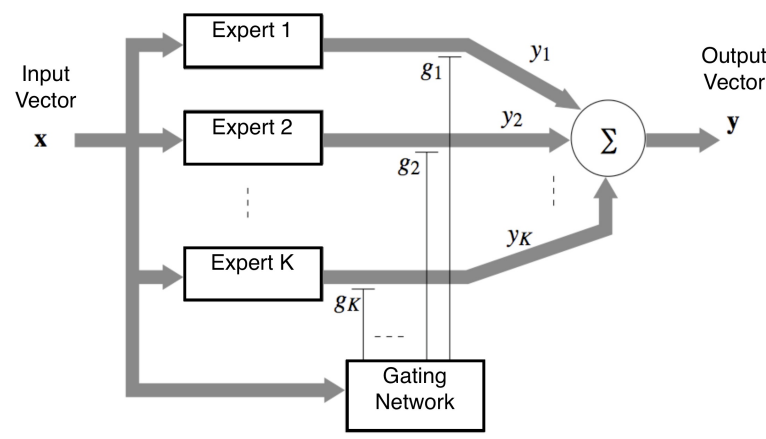 Expert 1
y1
Output
Vector
Input
Vector
g1
x
Expert 2
y2
Σ
y
g2
Expert K
yK
gK
Gating
Network